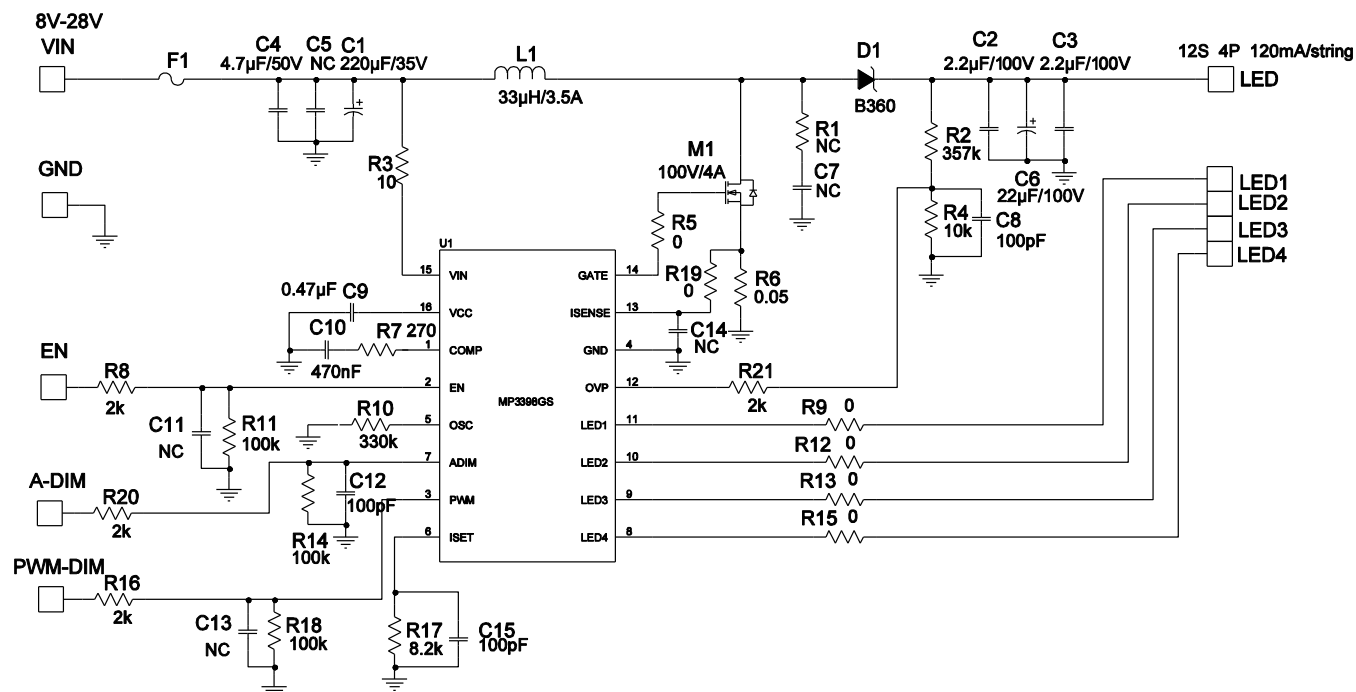 8V-28V
VIN
F1
C4
4.7µF/50V
C5
NC
C1
220µF/35V
+
L1
33µH/3.5A
D1
B360
C2
2.2µF/100V
C3
2.2µF/100V
12S 4P 120mA/string
LED
R3
10
R1
NC
C7
NC
R2
357k
+
C6
22µF/100V
GND
M1
100V/4A
R5
0
R4
10k
C8
100pF
LED1
LED2
LED3
LED4
U1
15 VIN
16 VCC
1 COMP
2 EN
5 OSC
7 ADIM
3 PWM
6 ISET
MP3398GS
GATE 14
ISENSE 13
GND 4
OVP 12
LED1 11
LED2 10
LED3 9
LED4 8
R19
0
R6
0.05
C14
NC
0.47µF C9
C10
470nF
R7 270
R21
2k
R9 0
R12 0
R13 0
R15 0
EN
R8
2k
C11
NC
R11
100k
R10
330k
A-DIM
R20
2k
R14
100k
C12
100pF
PWM-DIM
R16
2k
C13
NC
R18
100k
R17
8.2k
C15
100pF